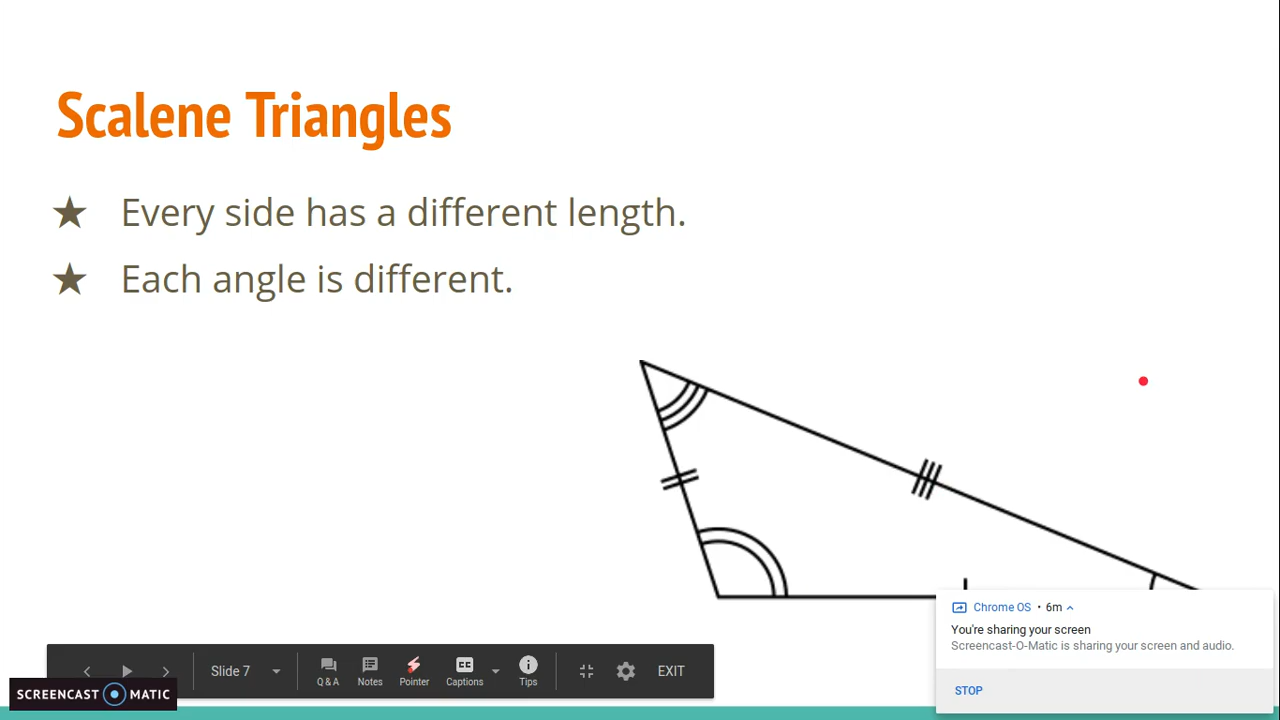 Scalene Triangles
★ Every side has a different length.
★ Each angle is different.
Chrome OS • 6m
You're sharing your screen
Screencast-O-Matic is sharing your screen and audio.
STOP
Slide 7
Q & A
Notes
Pointer
CC
Captions
Tips
EXIT
SCREENCAST O MATIC